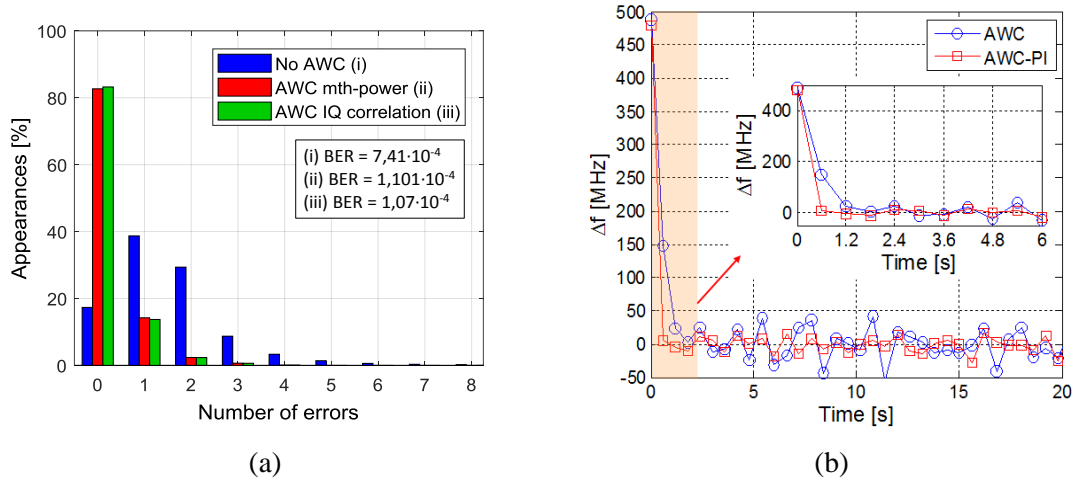 (a)
100
80
60
40
20
0
Appearances [%]
0 1 2 3 4 5 6 7 8
Number of errors
No AWC (i)
AWC mth-power (ii)
AWC IQ correlation (iii)
(i) BER = 7,41·10-4
(ii) BER = 1,101·10-4
(iii) BER = 1,07·10-4
(b)
500
450
400
350
300
250
200
150
100
50
0
-50
Δf [MHz]
0 5 10 15 20
Time [s]
AWC
AWC-PI
400
200
0
Δf [MHz]
0 1.2 2.4 3.6 4.8 6
Time [s]